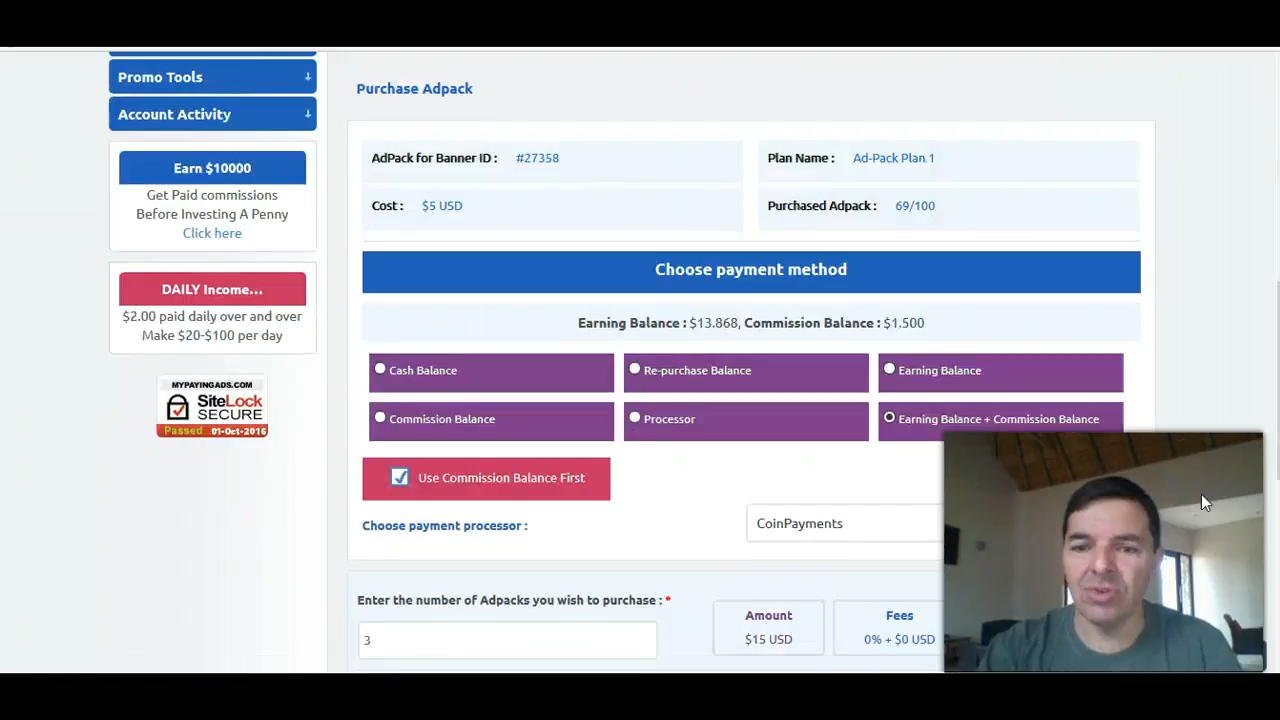 Promo Tools
Account Activity
Earn $10000
Get Paid commissions
Before Investing A Penny
Click here
DAILY Income...
$2.00 paid daily over and over
Make $20-$100 per day
MYPAYINGADS.COM
SiteLock
SECURE
Passed 01-Oct-2016
Purchase Adpack
AdPack for Banner ID : #27358
Plan Name : Ad-Pack Plan 1
Cost : $5 USD
Purchased Adpack : 69/100
Choose payment method
Earning Balance : $13.868, Commission Balance : $1.500
Cash Balance
Re-purchase Balance
Earning Balance
Commission Balance
Processor
Earning Balance + Commission Balance
Use Commission Balance First
Choose payment processor :
CoinPayments
Enter the number of Adpacks you wish to purchase : *
3
Amount
$15 USD
Fees
0% + $0 USD